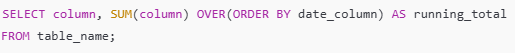 SELECT column, SUM(column) OVER(ORDER BY date_column) AS running_total
FROM table_name;